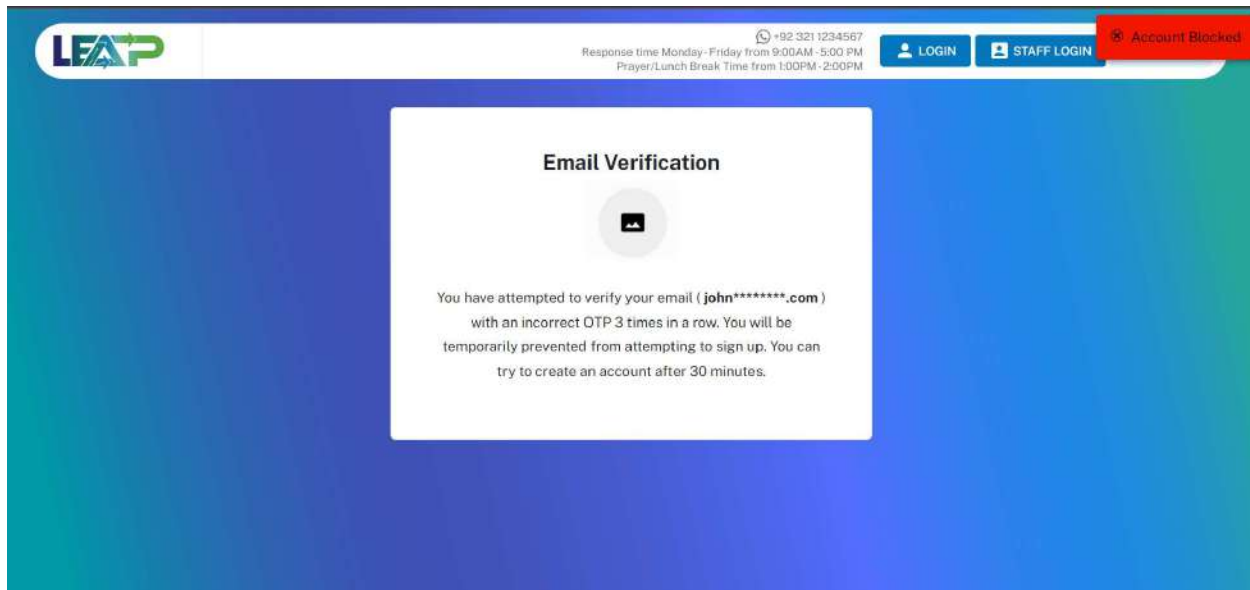 LEAP
+92 321 1234567
Response time Monday-Friday from 9:00AM-5:00 PM
Prayer/Lunch Break Time from 1:00PM-2:00PM
LOGIN
STAFF LOGIN
Account Blocked
Email Verification
You have attempted to verify your email ( john********.com )
with an incorrect OTP 3 times in a row. You will be
temporarily prevented from attempting to sign up. You can
try to create an account after 30 minutes.